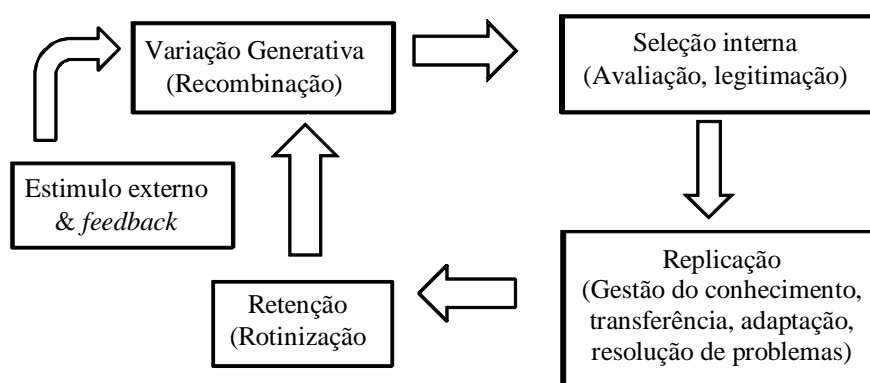 Variação Generativa
(Recombinação)
Seleção interna
(Avaliação, legitimação)
Estimulo externo
& feedback
Replicação
(Gestão do conhecimento,
transferência, adaptação,
resolução de problemas)
Retenção
(Rotinização